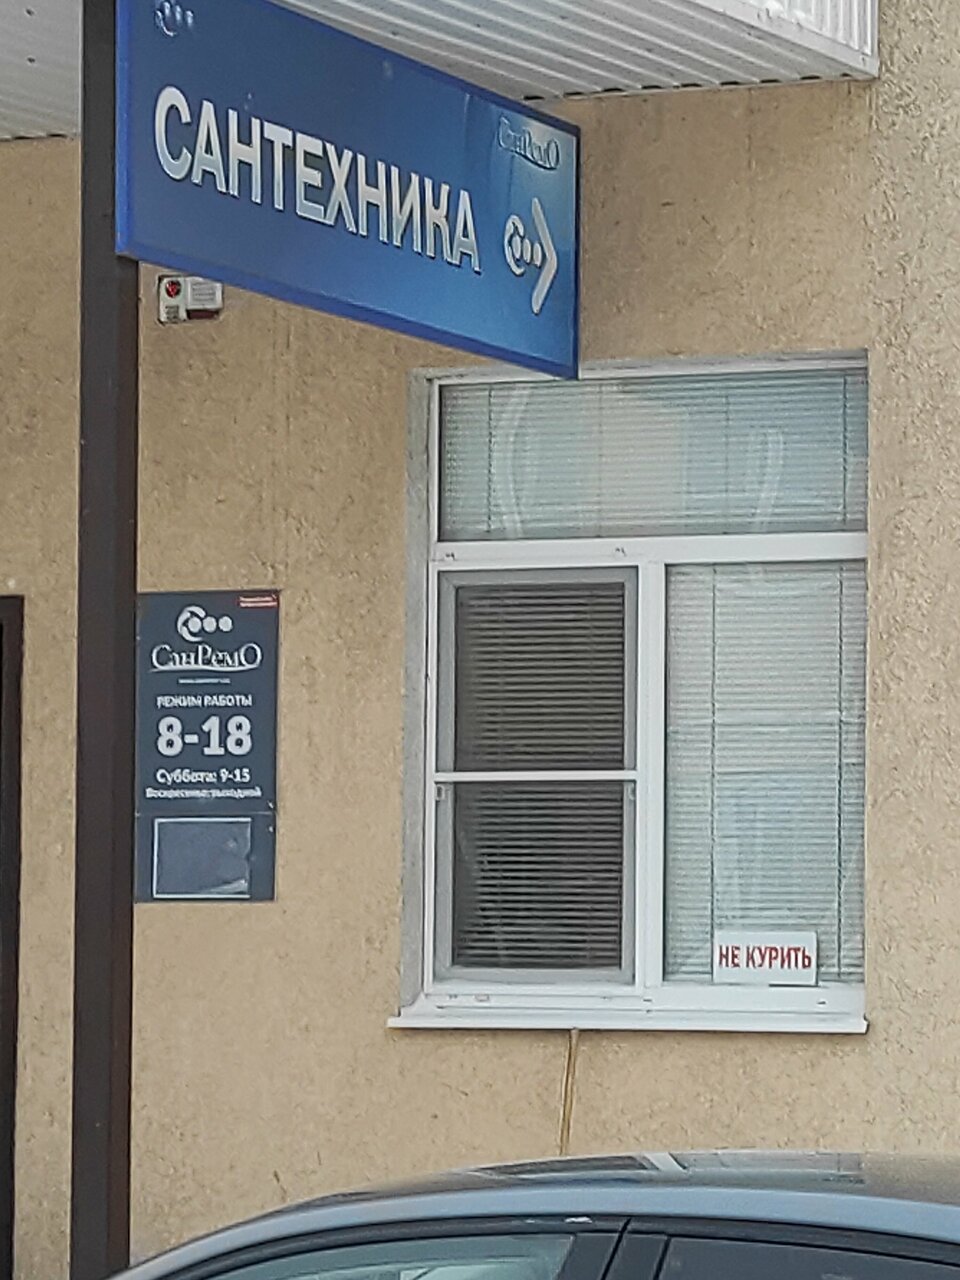 СанРемО
САНТЕХНИКА
СанРемО
РЕЖИМ РАБОТЫ
8-18
Суббота: 9-15
Воскресенье: выходной
НЕ КУРИТЬ